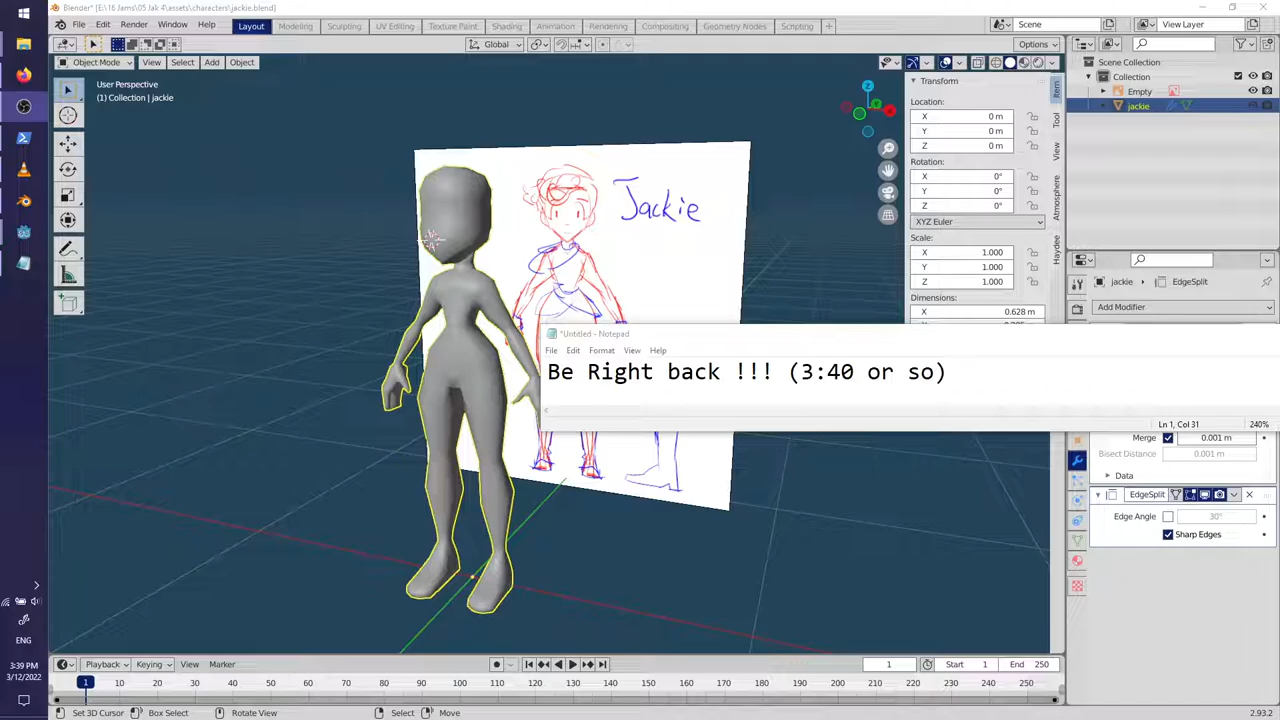 Blender* [E:\16 Jams\05 Jak 4\assets\characters\jackie.blend]
File Edit Render Window Help Layout Modeling Sculpting UV Editing Texture Paint Shading Animation Rendering Compositing Geometry Nodes Scripting + Scene View Layer
Global Options
Object Mode View Select Add Object
User Perspective
(1) Collection | jackie
Z
Y
X
Jackie
Transform
Location:
X 0 m
Y 0 m
Z 0 m
Rotation:
X 0°
Y 0°
Z 0°
XYZ Euler
Scale:
X 1.000
Y 1.000
Z 1.000
Dimensions:
X 0.628 m
Item
Tool
View
Atmosphere
Haydee
Scene Collection
Collection
Empty
jackie
jackie EdgeSplit
Add Modifier
*Untitled - Notepad
File Edit Format View Help
Be Right back !!! (3:40 or so)
Ln 1, Col 31 240%
Merge 0.001 m
Bisect Distance 0.001 m
Data
EdgeSplit
Edge Angle 30°
Sharp Edges
ENG
3:39 PM
3/12/2022
Playback Keying View Marker 1 Start 1 End 250
1 10 20 30 40 50 60 70 80 90 100 110 120 130 140 150 160 170 180 190 200 210 220 230 240 250
Set 3D Cursor Box Select Rotate View Select Move 2.93.2